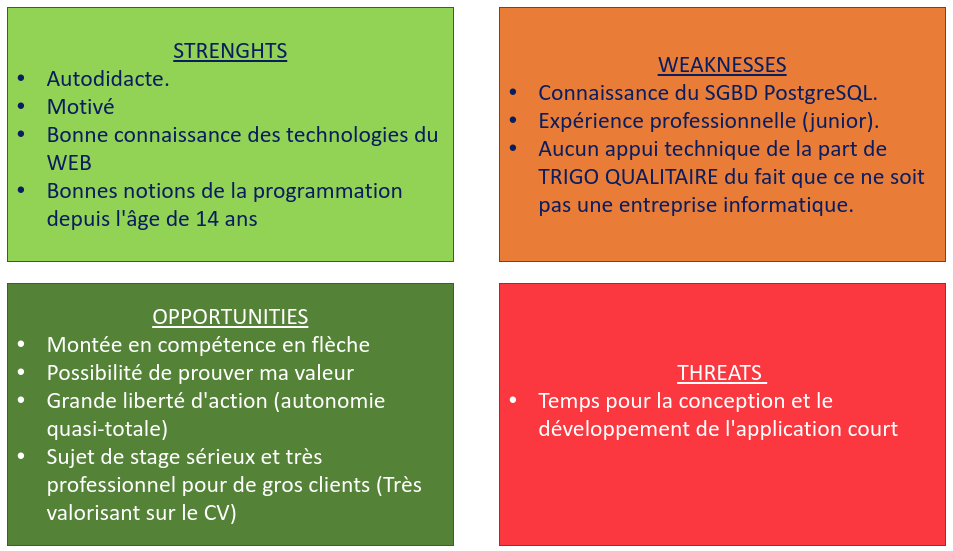 STRENGHTS
• Autodidacte.
• Motivé
• Bonne connaissance des technologies du
WEB
• Bonnes notions de la programmation
depuis l'âge de 14 ans
WEAKNESSES
• Connaissance du SGBD PostgreSQL.
• Expérience professionnelle (junior).
• Aucun appui technique de la part de
TRIGO QUALITAIRE du fait que ce ne soit
pas une entreprise informatique.
OPPORTUNITIES
• Montée en compétence en flèche
• Possibilité de prouver ma valeur
• Grande liberté d'action (autonomie
quasi-totale)
• Sujet de stage sérieux et très
professionnel pour de gros clients (Très
valorisant sur le CV)
THREATS
• Temps pour la conception et le
développement de l'application court